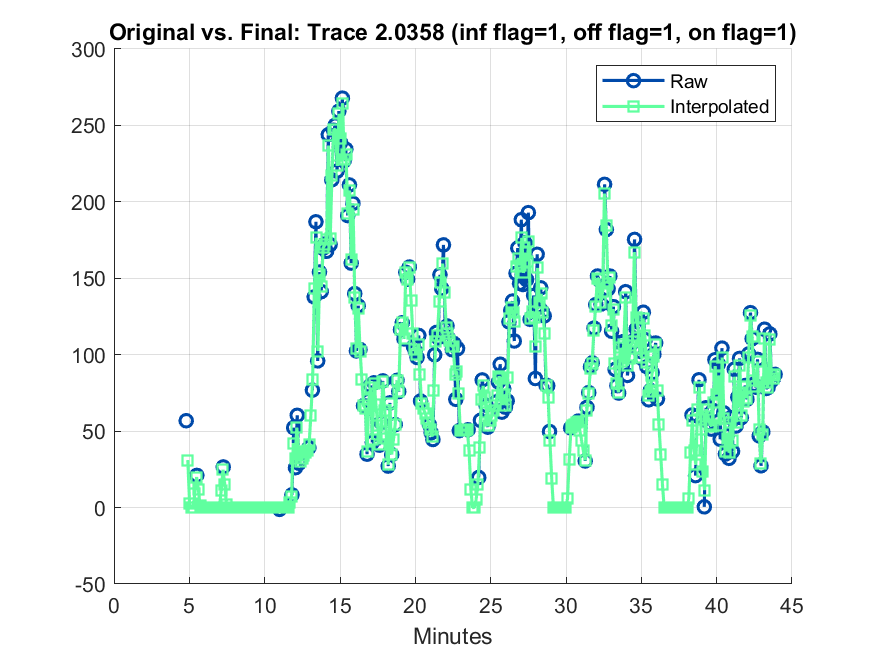 Original vs. Final: Trace 2.0358 (inf flag=1, off flag=1, on flag=1)
300
250
200
150
100
50
0
-50
Raw
Interpolated
0 5 10 15 20 25 30 35 40 45
Minutes